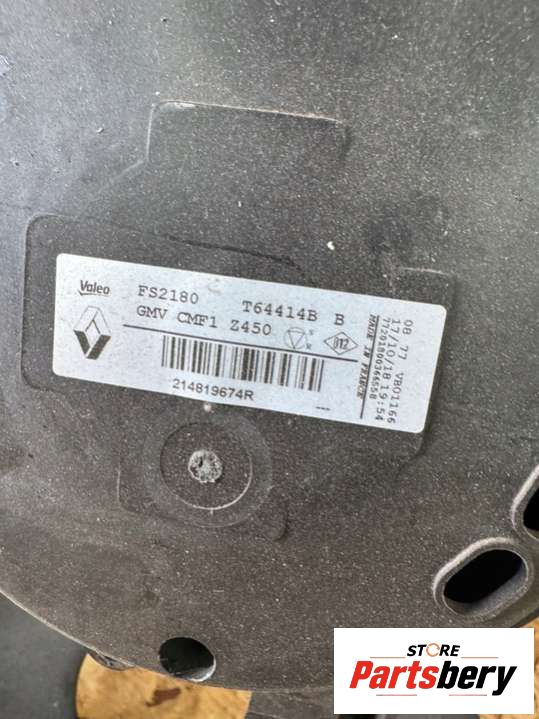 Valeo
FS2180 T64414B B
GMV CMF1 Z450
S
R
012
214819674R
---
08 77 VB01166
17/10/18 19:54
MADE IN FRANCE
STORE
Partsbery